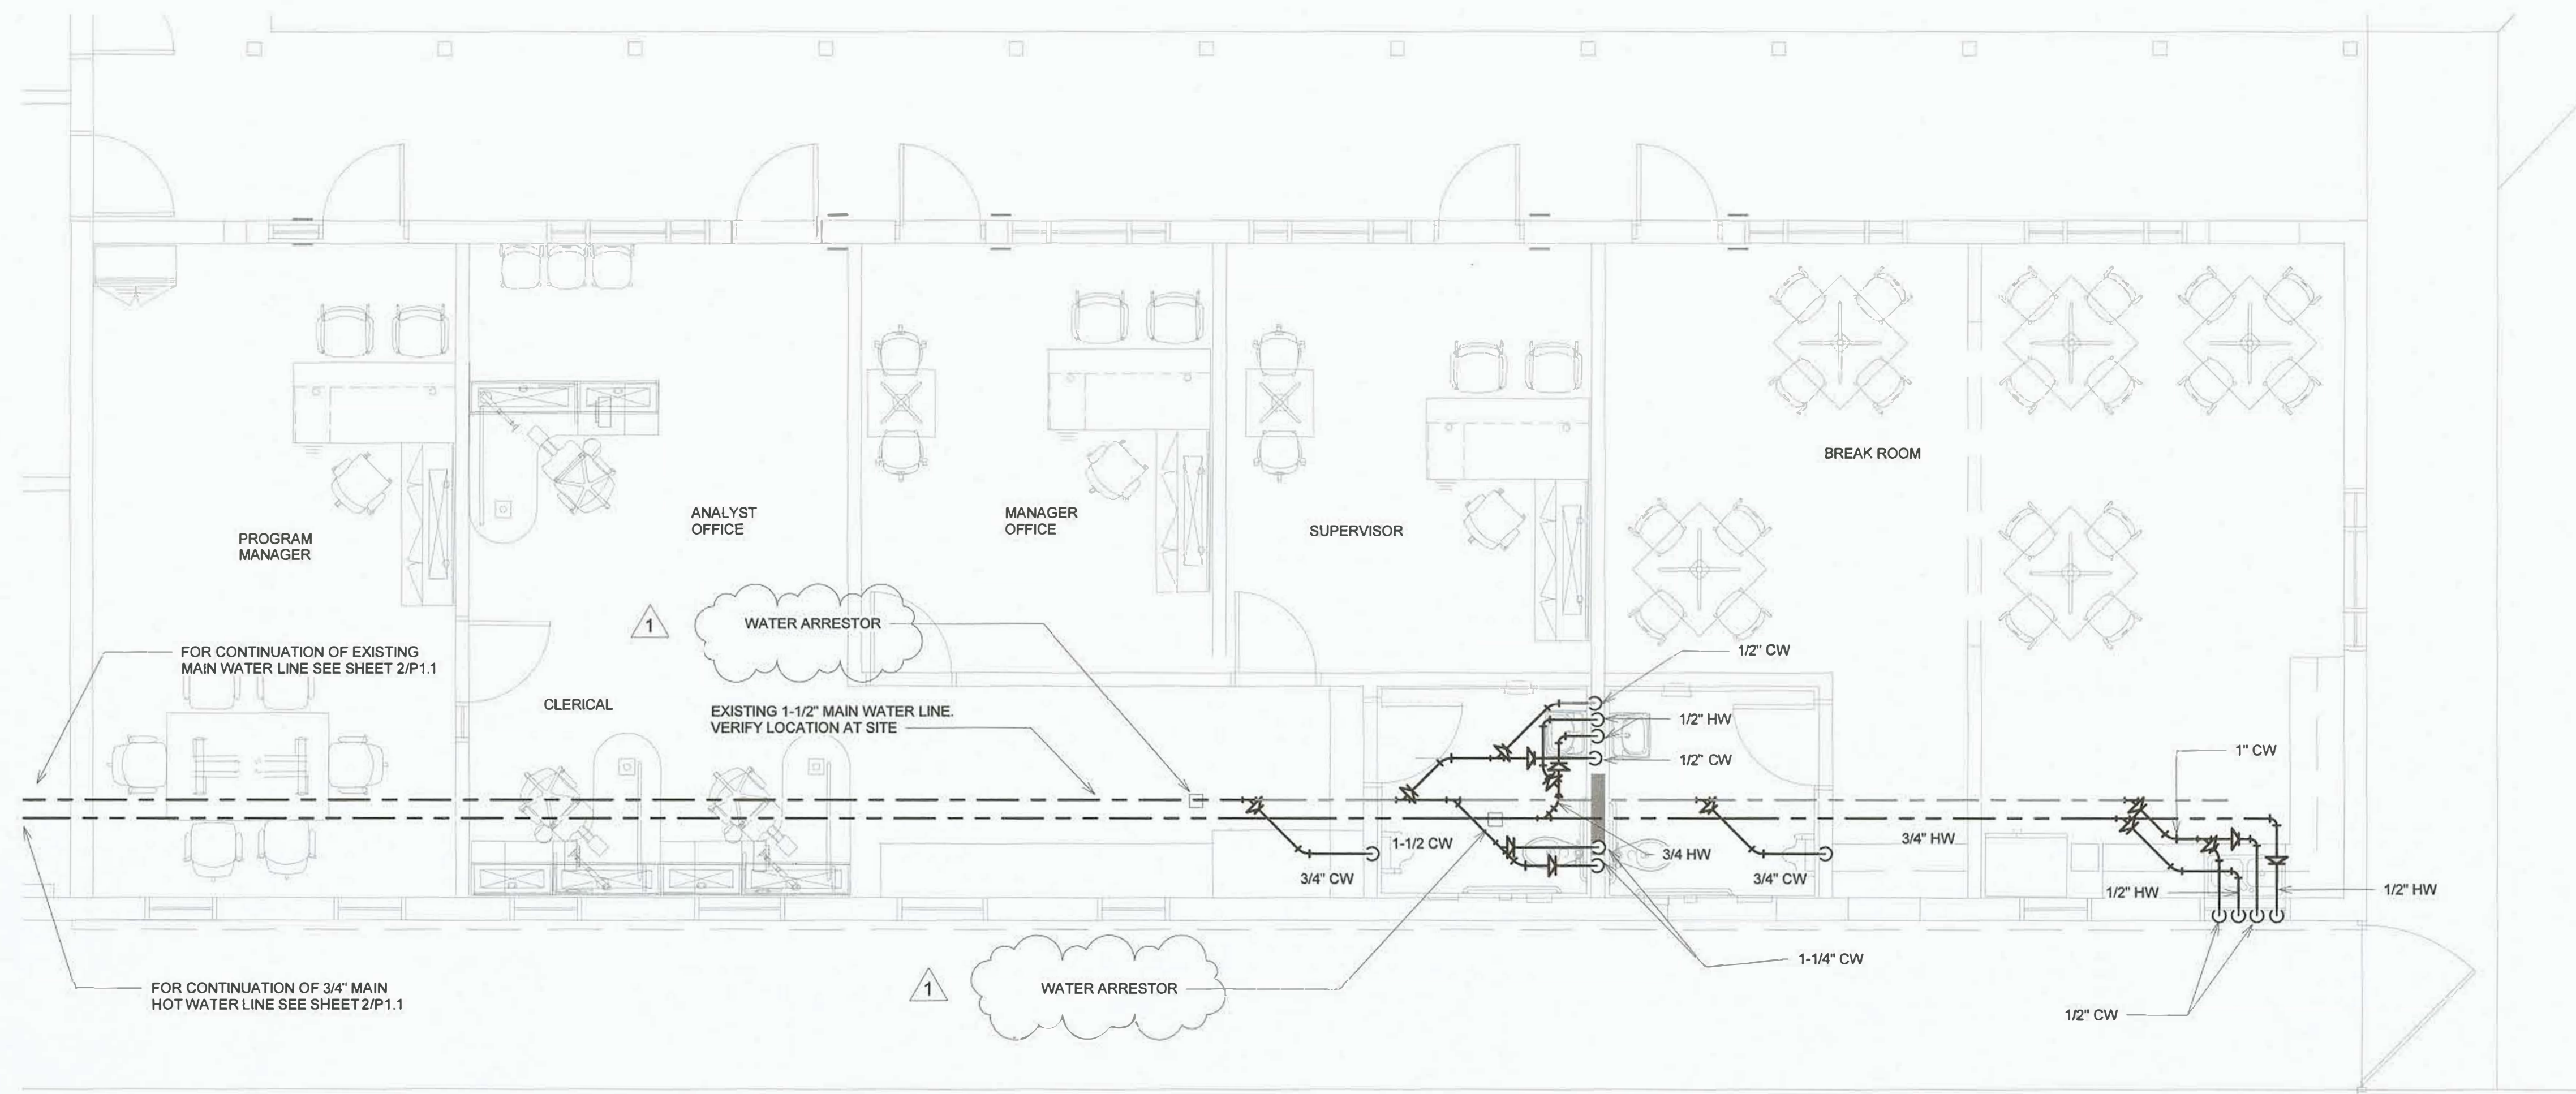 BREAK ROOM
ANALYST
OFFICE
MANAGER
OFFICE
SUPERVISOR
PROGRAM
MANAGER
1
WATER ARRESTOR
FOR CONTINUATION OF EXISTING
MAIN WATER LINE SEE SHEET 2/P1.1
1/2" CW
CLERICAL
EXISTING 1-1/2" MAIN WATER LINE.
VERIFY LOCATION AT SITE
1/2" HW
1/2" CW
1" CW
1-1/2 CW
3/4 HW
3/4" HW
3/4" CW
3/4" CW
1/2" HW
1/2" HW
1-1/4" CW
FOR CONTINUATION OF 3/4" MAIN
HOT WATER LINE SEE SHEET 2/P1.1
1
WATER ARRESTOR
1/2" CW